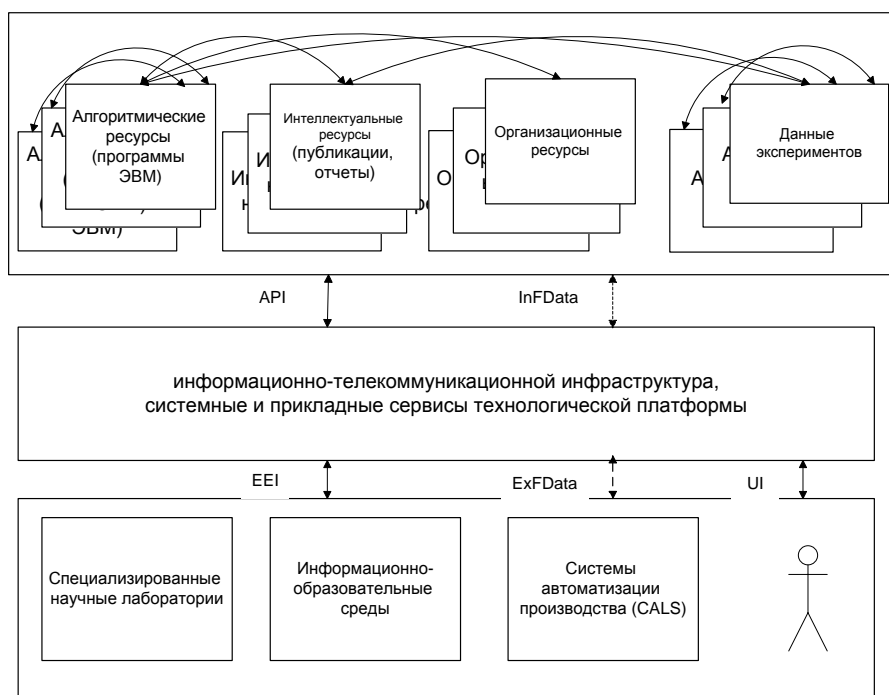 Алгоритмические
ресурсы
(программы
ЭВМ)
Интеллектуальные
ресурсы
(публикации,
отчеты)
Организационные
ресурсы
Данные
экспериментов
ЭВМ)
API
InFData
информационно-телекоммуникационной инфраструктура,
системные и прикладные сервисы технологической платформы
EEI
ExFData
UI
Специализированные
научные лаборатории
Информационно-
образовательные
среды
Системы
автоматизации
производства (CALS)